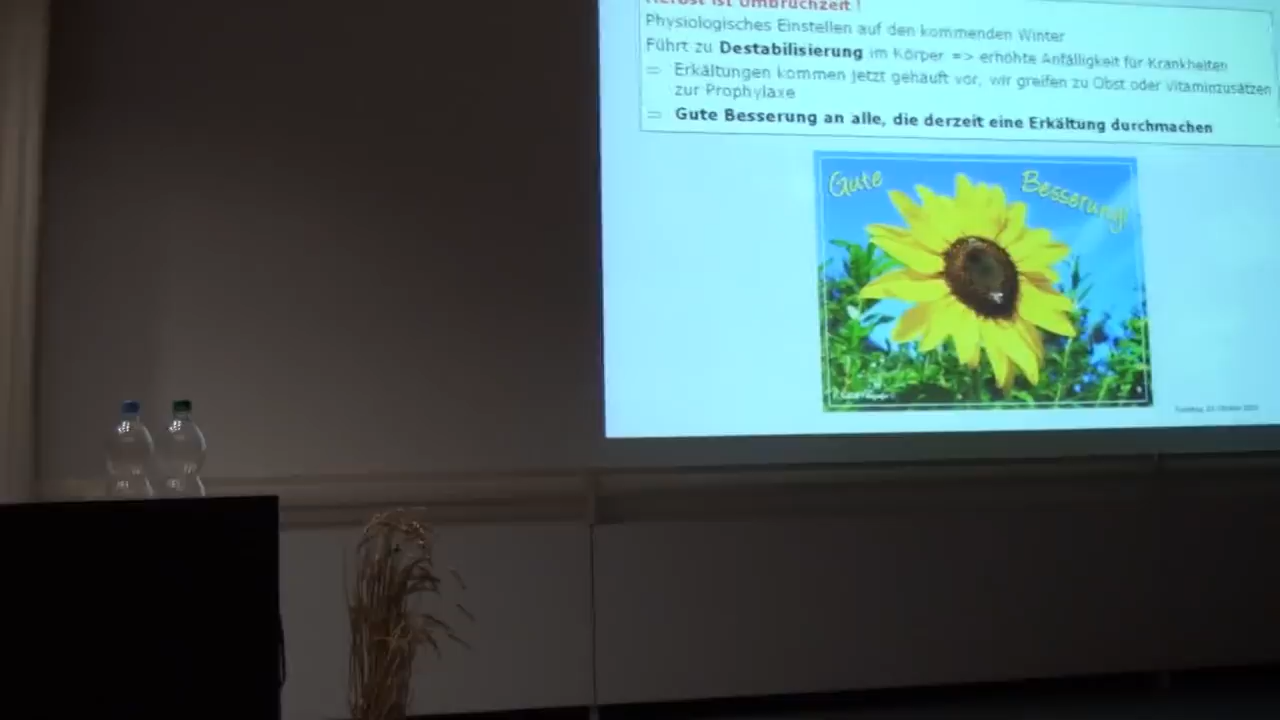 Herbst ist Umbruchzeit !
Physiologisches Einstellen auf den kommenden Winter
Führt zu Destabilisierung im Körper => erhöhte Anfälligkeit für Krankheiten
= Erkältungen kommen jetzt gehäuft vor, wir greifen zu Obst oder Vitaminzusätzen
zur Prophylaxe
= Gute Besserung an alle, die derzeit eine Erkältung durchmachen
Gute Besserung!